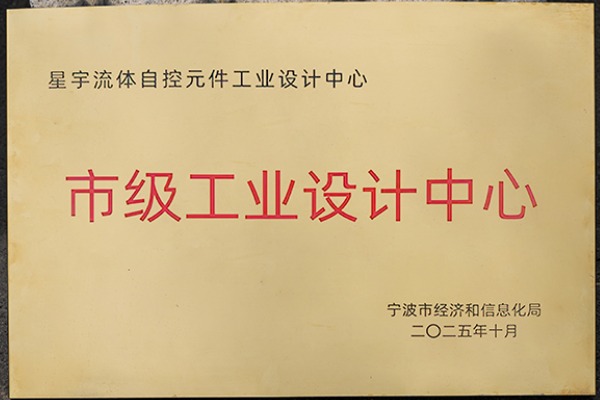 星宇流体自控元件工业设计中心
市级工业设计中心
宁波市经济和信息化局
二〇二五年十月